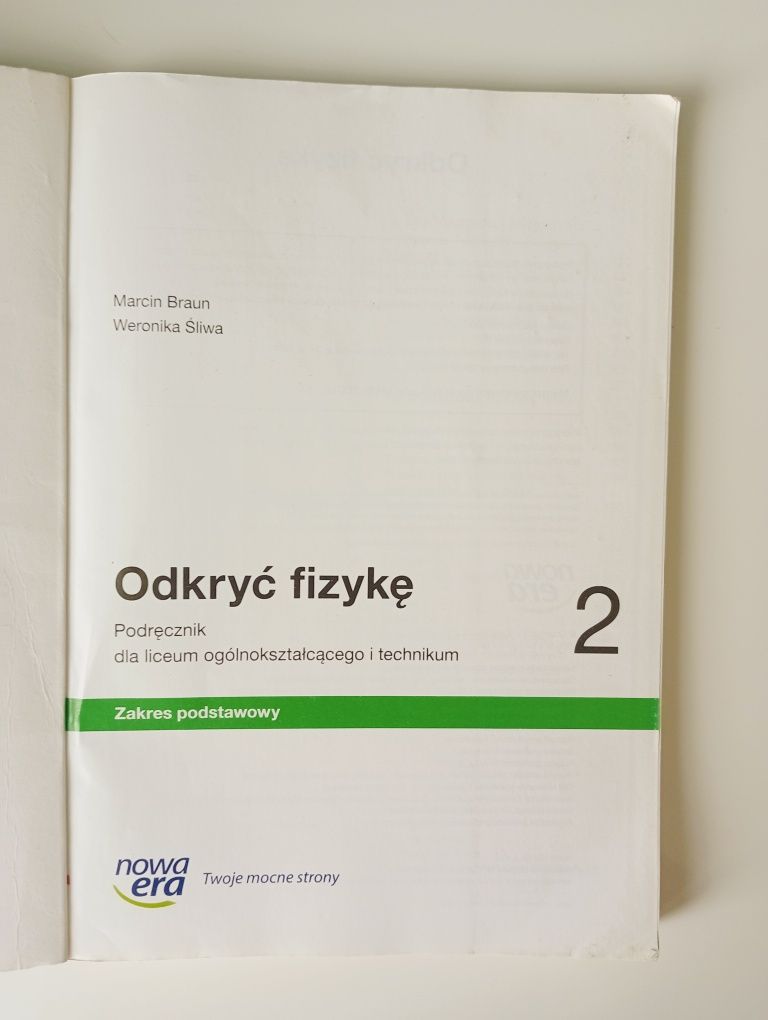 Marcin Braun
Weronika Śliwa
Odkryć fizykę
2
Podręcznik
dla liceum ogólnokształcącego i technikum
Zakres podstawowy
nowa
era
Twoje mocne strony